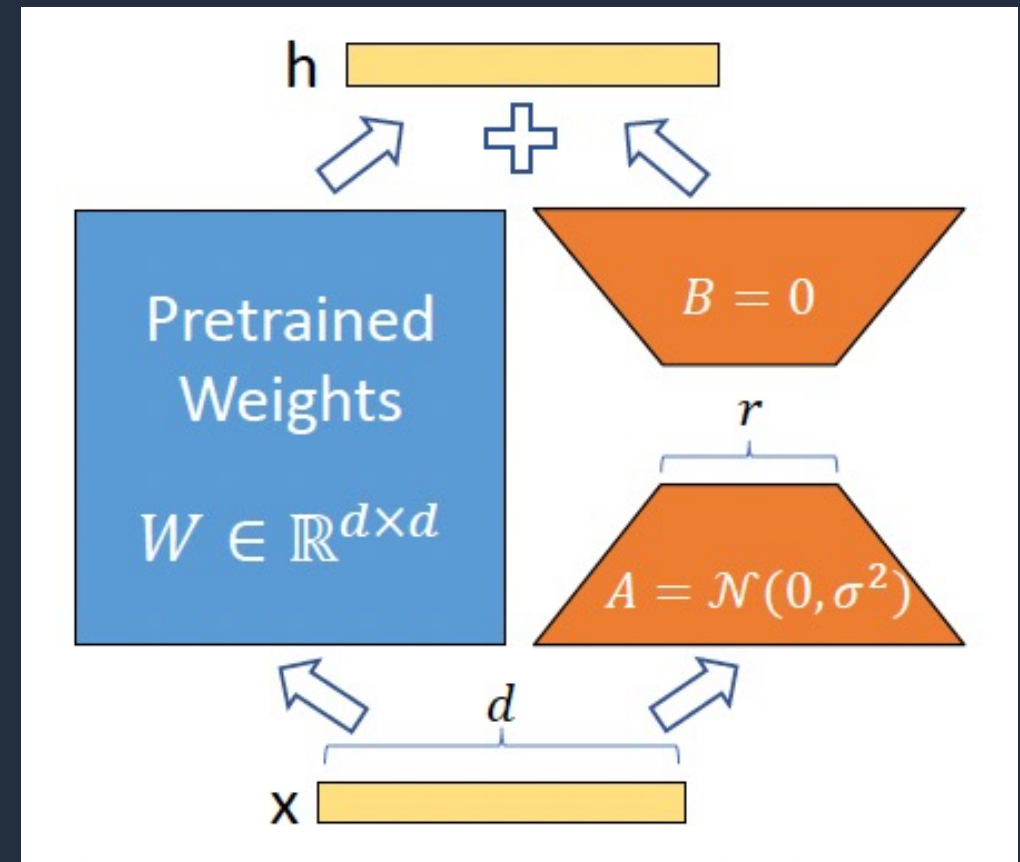 h
Pretrained
Weights
W ∈ ℝ^{d×d}
B = 0
r
A = 𝒩(0, σ²)
d
x